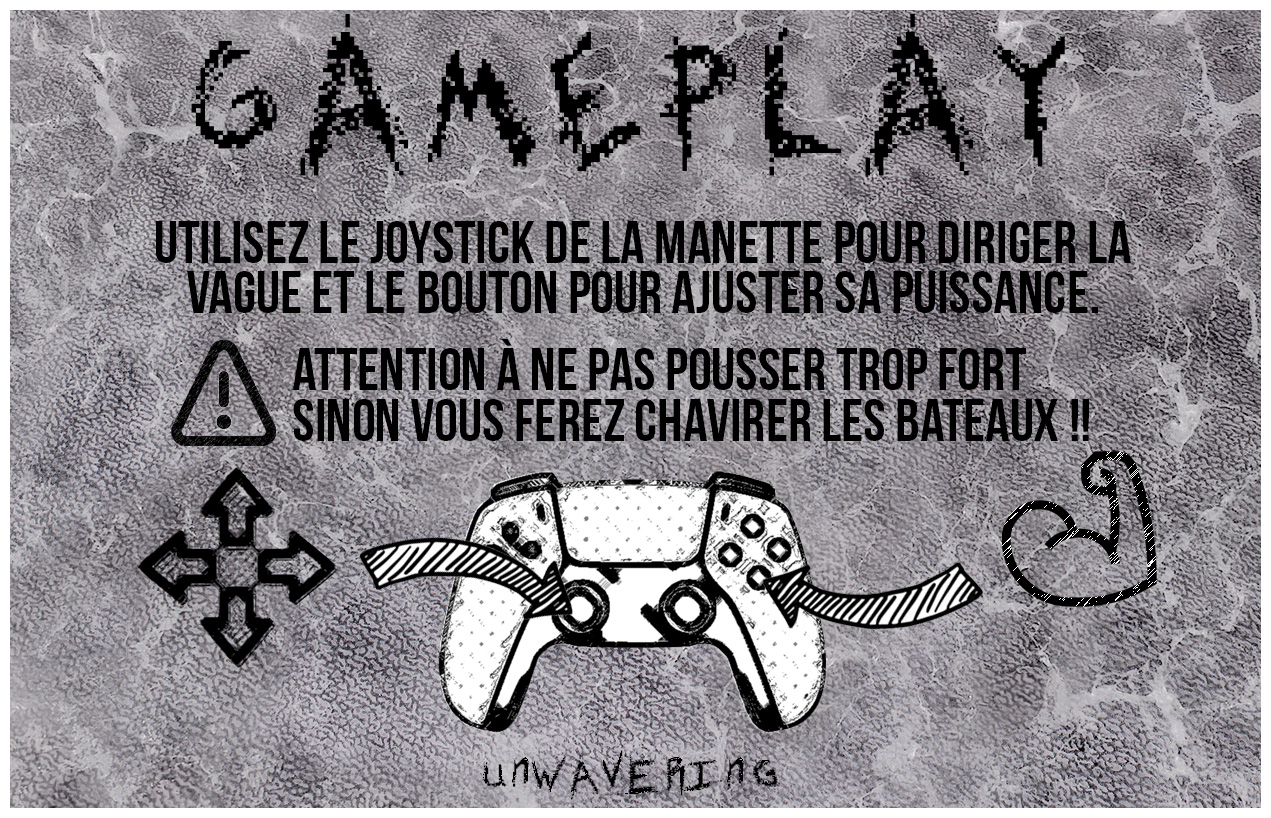 GAMEPLAY
UTILISEZ LE JOYSTICK DE LA MANETTE POUR DIRIGER LA
VAGUE ET LE BOUTON POUR AJUSTER SA PUISSANCE.
ATTENTION À NE PAS POUSSER TROP FORT
SINON VOUS FEREZ CHAVIRER LES BATEAUX !!
unWAVERIng